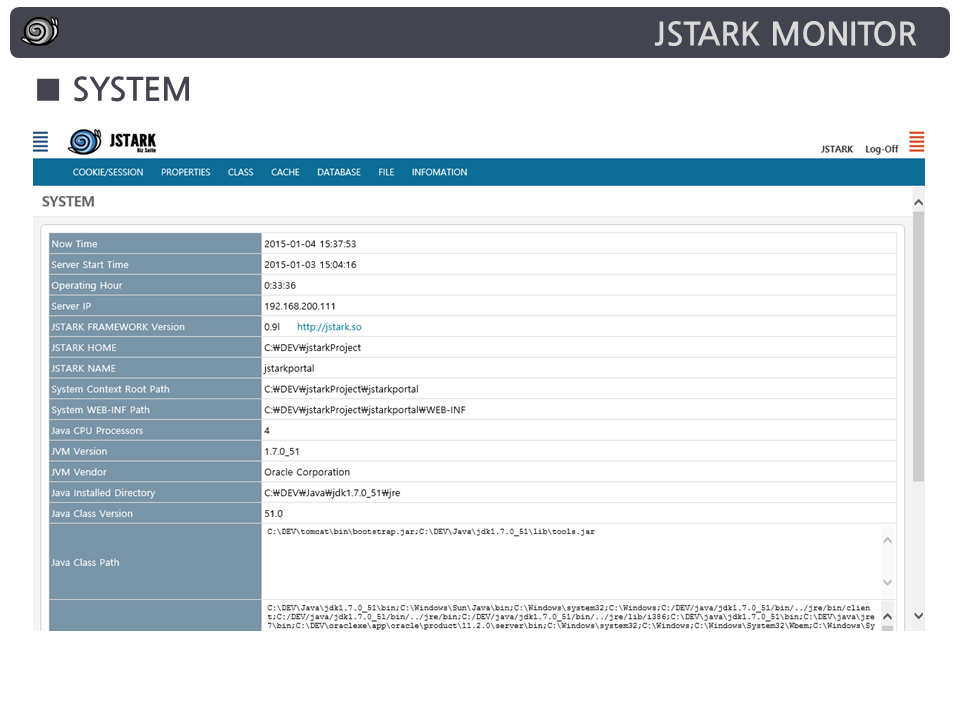 JSTARK MONITOR
■ SYSTEM
JSTARK
Biz Suite
JSTARK Log-Off
COOKIE/SESSION PROPERTIES CLASS CACHE DATABASE FILE INFOMATION
SYSTEM
Now Time 2015-01-04 15:37:53
Server Start Time 2015-01-03 15:04:16
Operating Hour 0:33:36
Server IP 192.168.200.111
JSTARK FRAMEWORK Version 0.9l http://jstark.so
JSTARK HOME C:₩DEV₩jstarkProject
JSTARK NAME jstarkportal
System Context Root Path C:₩DEV₩jstarkProject₩jstarkportal
System WEB-INF Path C:₩DEV₩jstarkProject₩jstarkportal₩WEB-INF
Java CPU Processors 4
JVM Version 1.7.0_51
JVM Vendor Oracle Corporation
Java Installed Directory C:₩DEV₩Java₩jdk1.7.0_51₩jre
Java Class Version 51.0
Java Class Path C:\DEV\tomcat\bin\bootstrap.jar;C:\DEV\Java\jdk1.7.0_51\lib\tools.jar
C:\DEV\Java\jdk1.7.0_51\bin;C:\Windows\Sun\Java\bin;C:\Windows\system32;C:\Windows;C:/DEV/java/jdk1.7.0_51/bin/../jre/bin/clien
t;C:/DEV/java/jdk1.7.0_51/bin/../jre/bin;C:/DEV/java/jdk1.7.0_51/bin/../jre/lib/i386;C:\DEV\java\jdk1.7.0_51\bin;C:\DEV\java\jre
7\bin;C:\DEV\oraclexe\app\oracle\product\11.2.0\server\bin;C:\Windows\system32;C:\Windows;C:\Windows\System32\Wbem;C:\Windows\Sy